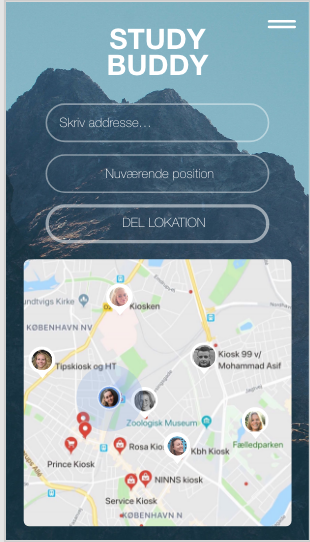 STUDY
BUDDY
Skriv addresse...
Nuværende position
DEL LOKATION
undtvigs Kirke
Kiosken
KØBENHAVN NV
Kiosk 99 v/
Mohammad Asif
Tipskiosk og HT
Zoologisk Museum
Fælledparken
Rosa Kio
Kbh Kiosk
Prince Kiosk
NINNS kiosk
Service Kiosk
KØBENHAVN N